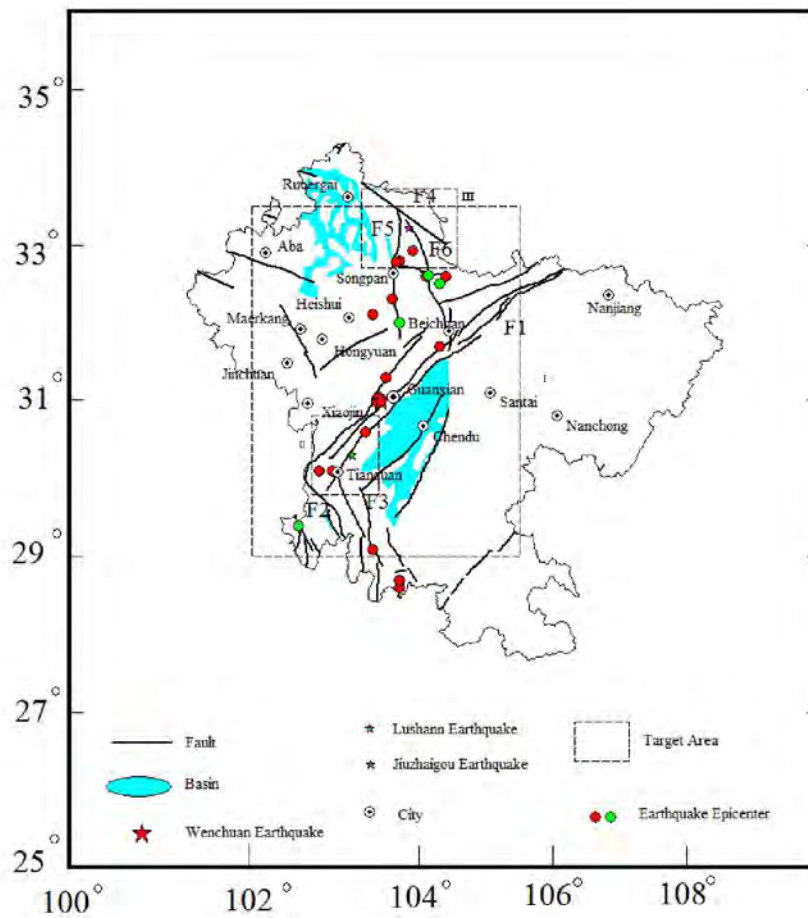 35°
Ruoergai
F4
III
33°
Aba
F5
F6
Songpan
Heishui
Nanjiang
Maerkang
Beichuan
F1
Hongyuan
Jinchuan
I
31°
Guanxian
Xiaojin
Santai
Nanchong
II
Chendu
Tianquan
F2
F3
29°
27°
Fault
Lushann Earthquake
Target Area
Jiuzhaigou Earthquake
Basin
City
Earthquake Epicenter
Wenchuan Earthquake
25°
100°
102°
104°
106°
108°